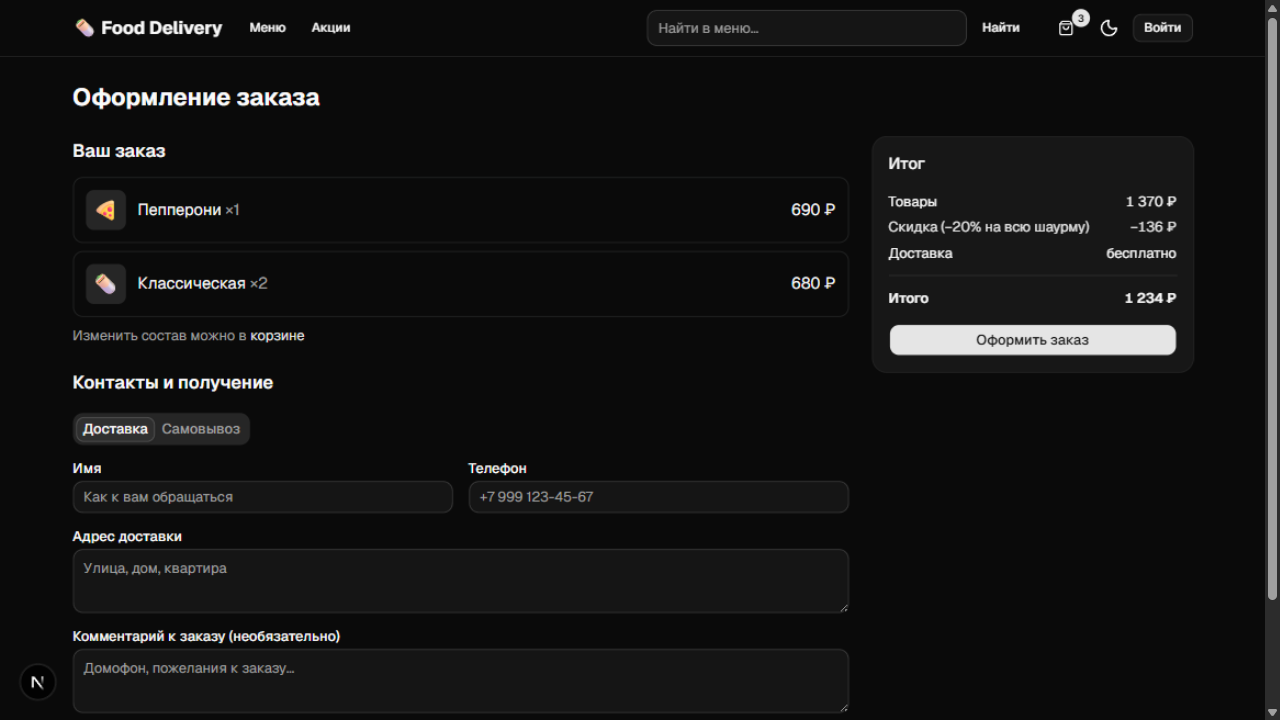 Food Delivery Меню Акции Найти в меню... Найти 3 Войти
Оформление заказа
Ваш заказ
Пепперони ×1 690 ₽
Классическая ×2 680 ₽
Изменить состав можно в корзине
Контакты и получение
Доставка Самовывоз
Имя Телефон
Как к вам обращаться +7 999 123-45-67
Адрес доставки
Улица, дом, квартира
Комментарий к заказу (необязательно)
Домофон, пожелания к заказу...
N
Итог
Товары 1 370 ₽
Скидка (−20% на всю шаурму) −136 ₽
Доставка бесплатно
Итого 1 234 ₽
Оформить заказ